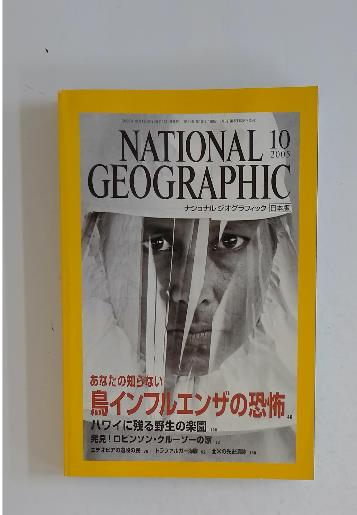 NATIONAL 10
2005
GEOGRAPHIC
ナショナル ジオグラフィック 日本版
あなたの知らない
鳥インフルエンザの恐怖
ハワイに残る野生の楽園
発見!ロビンソン・クルーソーの家
トラファルガー海戦